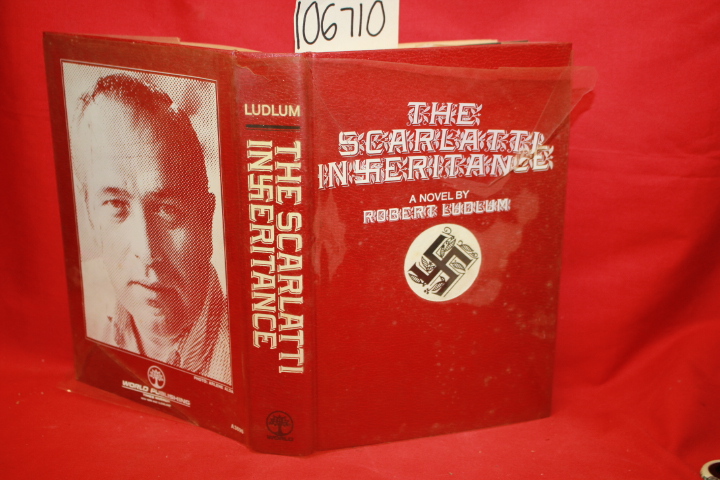 106710
LUDLUM
THE SCARLATTI
INHERITANCE
THE
SCARLATTI
INHERITANCE
A NOVEL BY
ROBERT LUDLUM
WORLD PUBLISHING